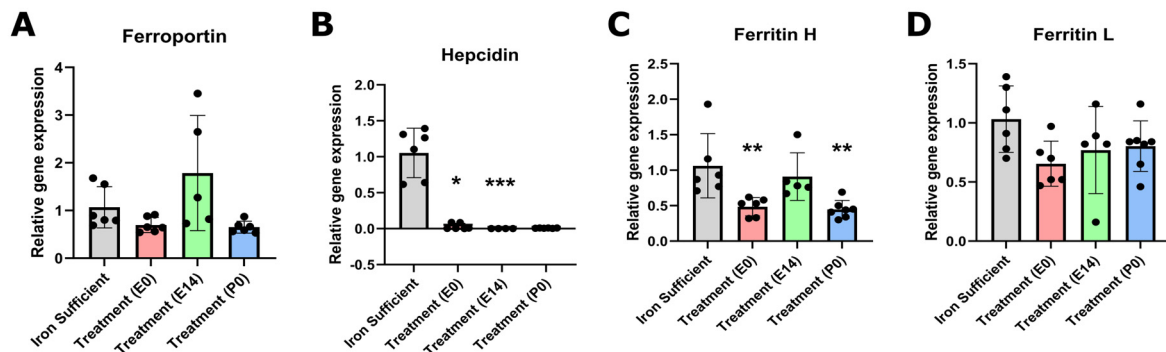 A
Ferroportin
Relative gene expression
4
3
2
1
0
Iron Sufficient
Treatment (E0)
Treatment (E14)
Treatment (P0)
B
Hepcidin
Relative gene expression
2.0
1.5
1.0
0.5
0.0
-0.5
*
***
Iron Sufficient
Treatment (E0)
Treatment (E14)
Treatment (P0)
C
Ferritin H
Relative gene expression
2.5
2.0
1.5
1.0
0.5
0.0
**
**
Iron Sufficient
Treatment (E0)
Treatment (E14)
Treatment (P0)
D
Ferritin L
Relative gene expression
1.5
1.0
0.5
0.0
Iron Sufficient
Treatment (E0)
Treatment (E14)
Treatment (P0)